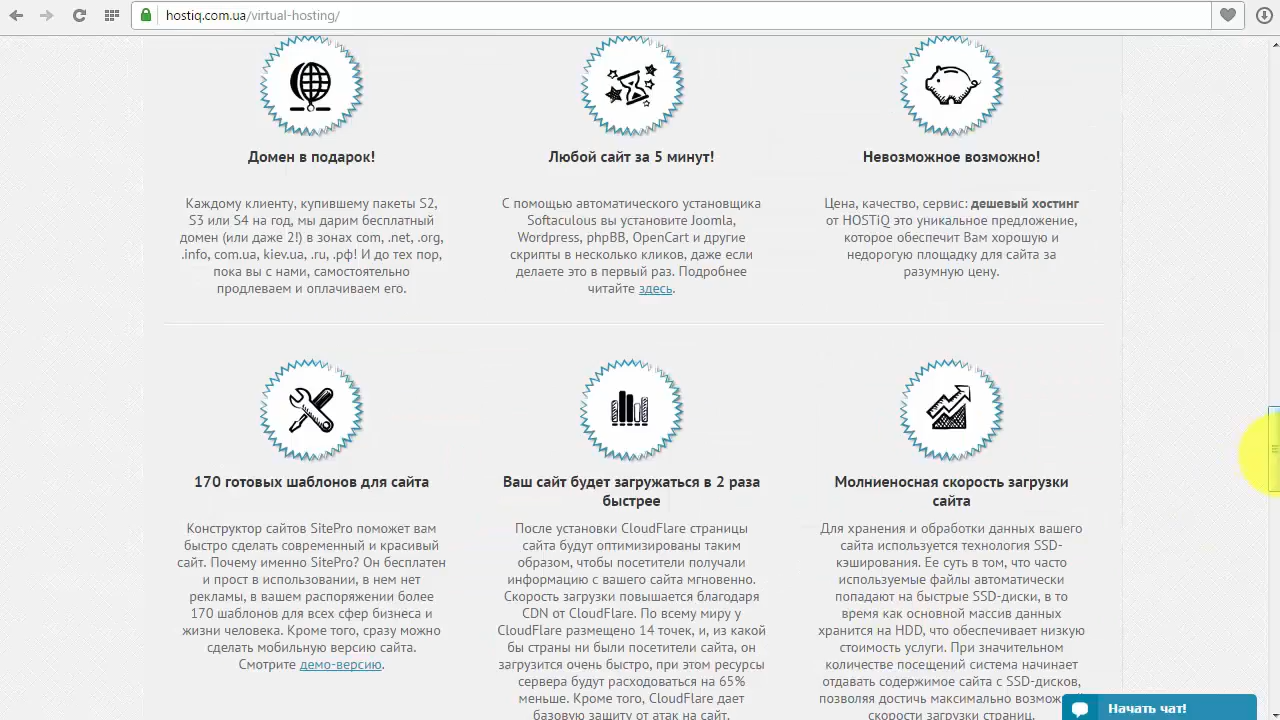 hostiq.com.ua/virtual-hosting/
Домен в подарок!
Каждому клиенту, купившему пакеты S2,
S3 или S4 на год, мы дарим бесплатный
домен (или даже 2!) в зонах com, .net, .org,
.info, com.ua, kiev.ua, .ru, .рф! И до тех пор,
пока вы с нами, самостоятельно
продлеваем и оплачиваем его.
Любой сайт за 5 минут!
С помощью автоматического установщика
Softaculous вы установите Joomla,
Wordpress, phpBB, OpenCart и другие
скрипты в несколько кликов, даже если
делаете это в первый раз. Подробнее
читайте здесь.
Невозможное возможно!
Цена, качество, сервис: дешевый хостинг
от HOSTiQ это уникальное предложение,
которое обеспечит Вам хорошую и
недорогую площадку для сайта за
разумную цену.
170 готовых шаблонов для сайта
Конструктор сайтов SitePro поможет вам
быстро сделать современный и красивый
сайт. Почему именно SitePro? Он бесплатен
и прост в использовании, в нем нет
рекламы, в вашем распоряжении более
170 шаблонов для всех сфер бизнеса и
жизни человека. Кроме того, сразу можно
сделать мобильную версию сайта.
Смотрите демо-версию.
Ваш сайт будет загружаться в 2 раза
быстрее
После установки CloudFlare страницы
сайта будут оптимизированы таким
образом, чтобы посетители получали
информацию с вашего сайта мгновенно.
Скорость загрузки повышается благодаря
CDN от CloudFlare. По всему миру у
CloudFlare размещено 14 точек, и, из какой
бы страны ни были посетители сайта, он
загрузится очень быстро, при этом ресурсы
сервера будут расходоваться на 65%
меньше. Кроме того, CloudFlare дает
базовую защиту от атак на сайт.
Молниеносная скорость загрузки
сайта
Для хранения и обработки данных вашего
сайта используется технология SSD-
кэширования. Ее суть в том, что часто
используемые файлы автоматически
попадают на быстрые SSD-диски, в то
время как основной массив данных
хранится на HDD, что обеспечивает низкую
стоимость услуги. При значительном
количестве посещений система начинает
отдавать содержимое сайта с SSD-дисков,
позволяя достичь максимально
скорости загрузки страниц.
Начать чат!